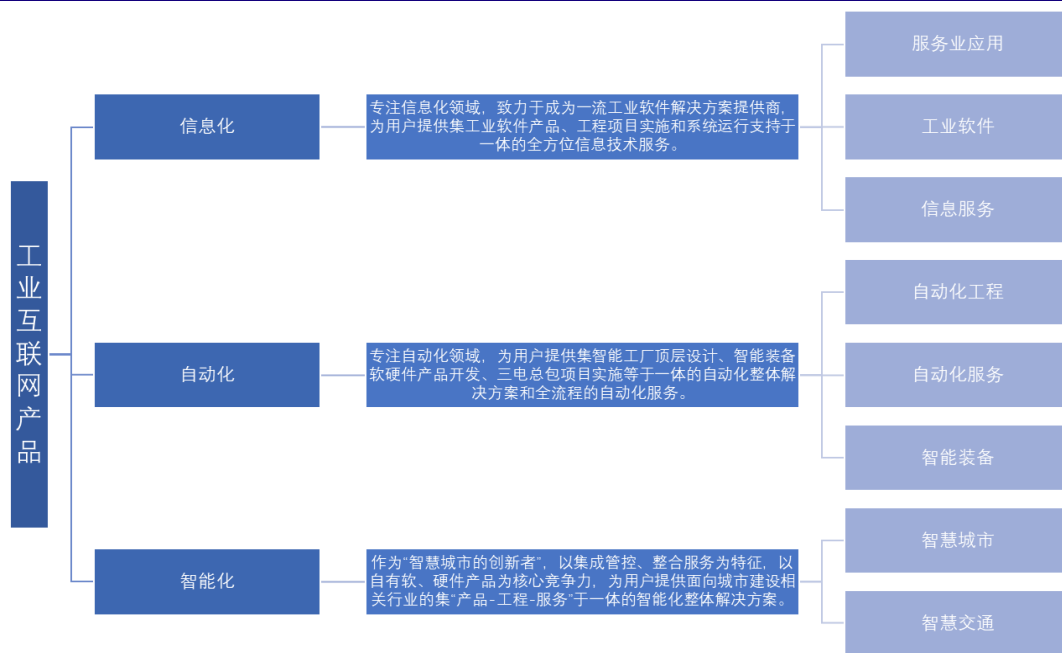 工业互联网产品
信息化
专注信息化领域，致力于成为一流工业软件解决方案提供商，
为用户提供集工业软件产品、工程项目实施和系统运行支持于
一体的全方位信息技术服务。
服务业应用
工业软件
信息服务
自动化
专注自动化领域，为用户提供集智能工厂顶层设计、智能装备
软硬件产品开发、三电总包项目实施等于一体的自动化整体解
决方案和全流程的自动化服务。
自动化工程
自动化服务
智能装备
智能化
作为“智慧城市的创新者”，以集成管控、整合服务为特征，以
自有软、硬件产品为核心竞争力，为用户提供面向城市建设相
关行业的集“产品-工程-服务”于一体的智能化整体解决方案。
智慧城市
智慧交通